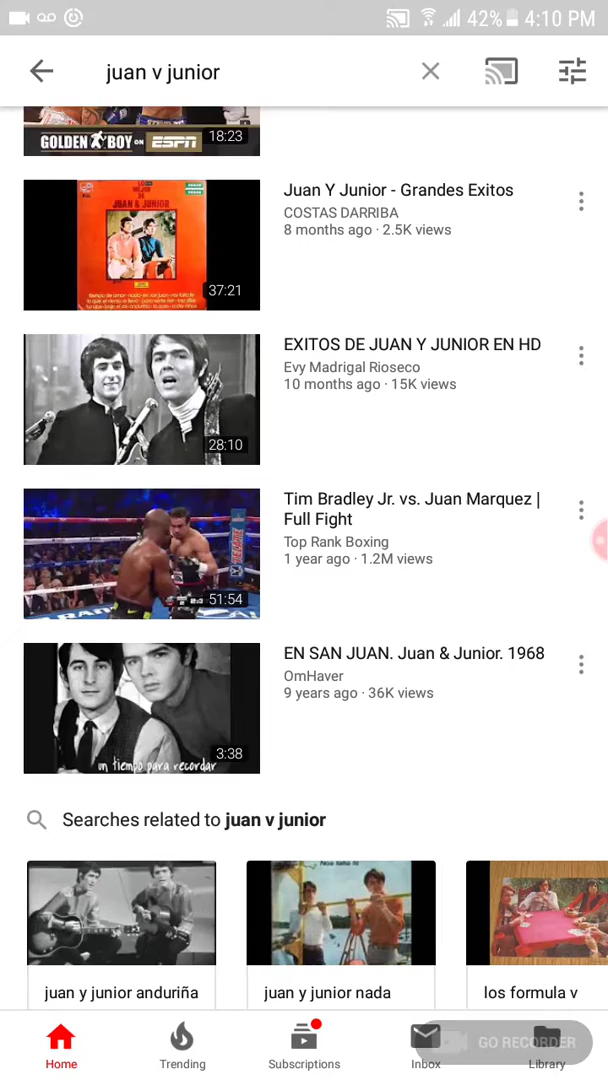 42% 4:10 PM
juan v junior
GOLDEN BOY ON ESPN
18:23
Juan Y Junior - Grandes Exitos
COSTAS DARRIBA
8 months ago · 2.5K views
JUAN & JUNIOR
37:21
EXITOS DE JUAN Y JUNIOR EN HD
Evy Madrigal Rioseco
10 months ago · 15K views
28:10
Tim Bradley Jr. vs. Juan Marquez |
Full Fight
Top Rank Boxing
1 year ago · 1.2M views
51:54
EN SAN JUAN. Juan & Junior. 1968
OmHaver
9 years ago · 36K views
3:38
un tiempo para recordar
Searches related to juan v junior
juan y junior anduriña
juan y junior nada
los formula v
GO RECORDER
Home
Trending
Subscriptions
Inbox
Library